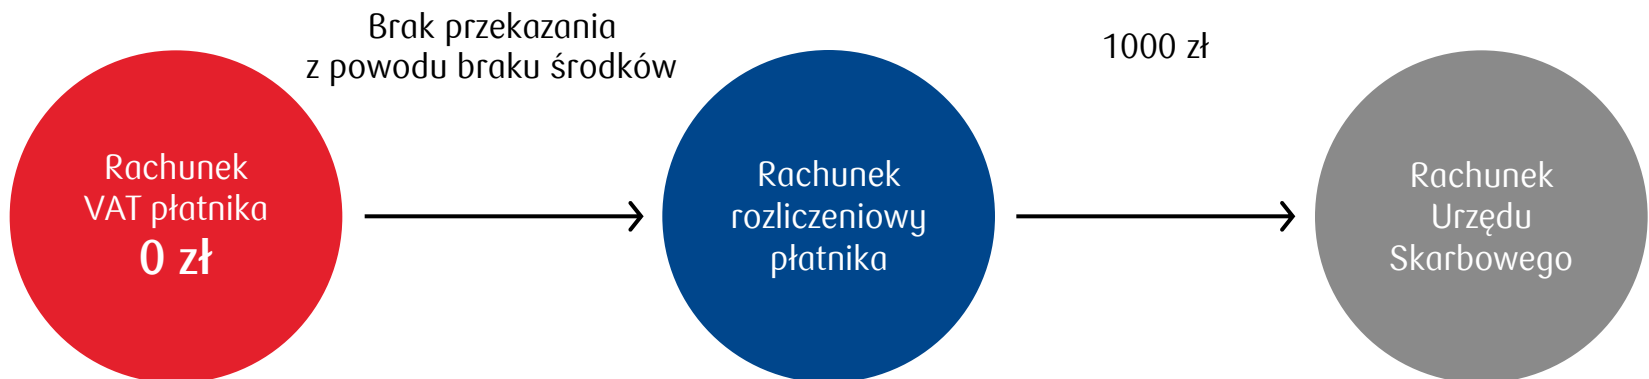 Brak przekazania
z powodu braku środków
1000 zł
Rachunek
VAT płatnika
0 zł
Rachunek
rozliczeniowy
płatnika
Rachunek
Urzędu
Skarbowego